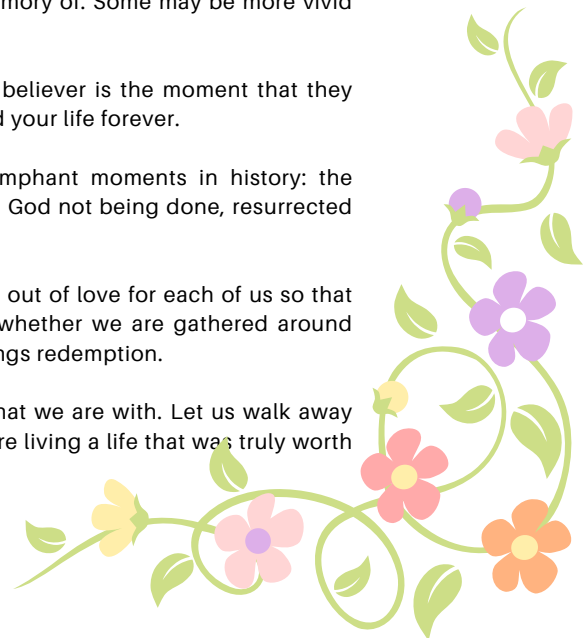 mory of. Some may be more vivid
believer is the moment that they
d your life forever.
mphant moments in history: the
God not being done, resurrected
out of love for each of us so that
whether we are gathered around
ngs redemption.
hat we are with. Let us walk away
re living a life that was truly worth